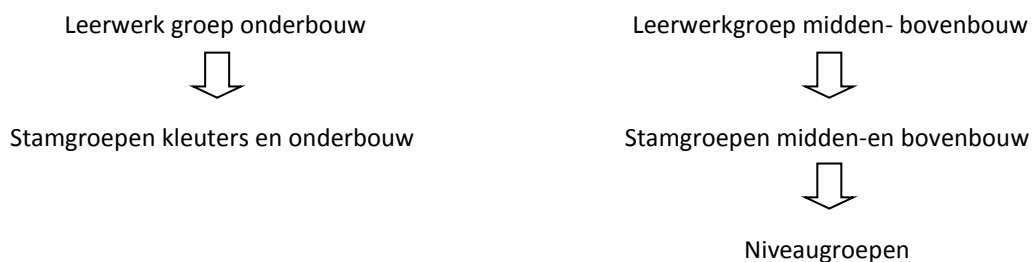 Leerwerk groep onderbouw
Leerwerkgroep midden- bovenbouw
Stamgroepen kleuters en onderbouw
Stamgroepen midden-en bovenbouw
Niveaugroepen